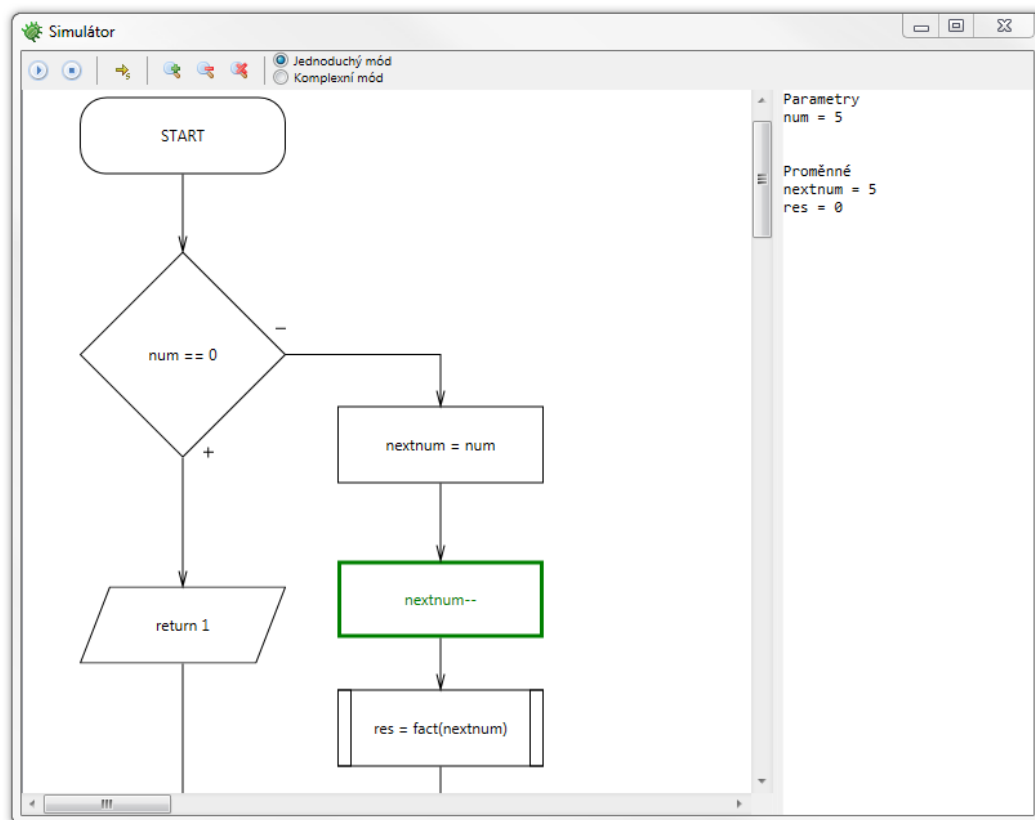 Simulátor
Jednoduchý mód
Komplexní mód
START
num == 0
−
+
nextnum = num
nextnum--
return 1
res = fact(nextnum)
Parametry
num = 5
Proměnné
nextnum = 5
res = 0